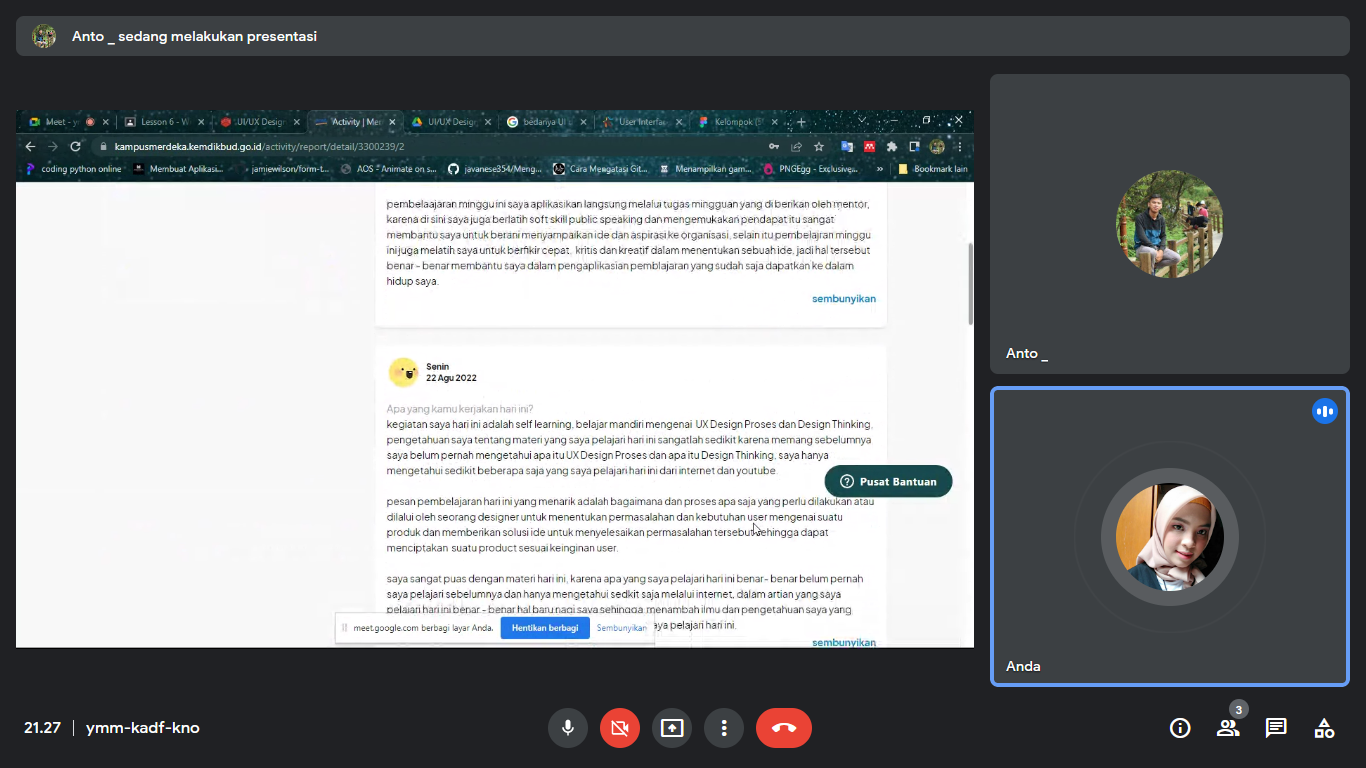 Anto _ sedang melakukan presentasi
Meet - y
Lesson 6 - W
UI/UX Design
Activity | Mer
UI/UX Design
bedanya UI
User Interfac
Kelompok
kampusmerdeka.kemdikbud.go.id/activity/report/detail/3300239/2
coding python online
Membuat Aplikasi...
jamiewilson/form-t...
AOS - Animate on s...
javanese354/Meng...
Cara Mengatasi Git...
Menampilkan gam...
PNGEgg - Exclusive...
»
Bookmark lain
pembelaajaran minggu ini saya aplikasikan langsung melalui tugas mingguan yang di berikan oleh mentor,
karena di sini saya juga berlatih soft skill public speaking dan mengemukakan pendapat itu sangat
membantu saya untuk berani menyampaikan ide dan aspirasi ke organisasi, selain itu pembelajran minggu
ini juga melatih saya untuk berfikir cepat, kritis dan kreatif dalam menentukan sebuah ide, jadi hal tersebut
benar - benar membantu saya dalam pengaplikasian pemblajaran yang sudah saja dapatkan ke dalam
hidup saya.
sembunyikan
Senin
22 Agu 2022
Apa yang kamu kerjakan hari ini?
kegiatan saya hari ini adalah self learning, belajar mandiri mengenai UX Design Proses dan Design Thinking,
pengetahuan saya tentang materi yang saya pelajari hari ini sangatlah sedikit karena memang sebelumnya
saya belum pernah mengetahui apa itu UX Design Proses dan apa itu Design Thinking, saya hanya
mengetahui sedikit beberapa saja yang saya pelajari hari ini dari internet dan youtube.
Pusat Bantuan
pesan pembelajaran hari ini yang menarik adalah bagaimana dan proses apa saja yang perlu dilakukan atau
dilalui oleh seorang designer untuk menentukan permasalahan dan kebutuhan user mengenai suatu
produk dan memberikan solusi ide untuk menyelesaikan permasalahan tersebut sehingga dapat
menciptakan suatu product sesuai keinginan user.
saya sangat puas dengan materi hari ini, karena apa yang saya pelajari hari ini benar- benar belum pernah
saya pelajari sebelumnya dan hanya mengetahui sedkit saja melalui internet, dalam artian yang saya
pelajari hari ini benar - benar hal baru nagi saya sehingga menambah ilmu dan pengetahuan saya yang
aya pelajari hari ini.
meet.google.com berbagi layar Anda.
Hentikan berbagi
Sembunyikan
sembunyikan
Anto _
Anda
21.27
ymm-kadf-kno
3